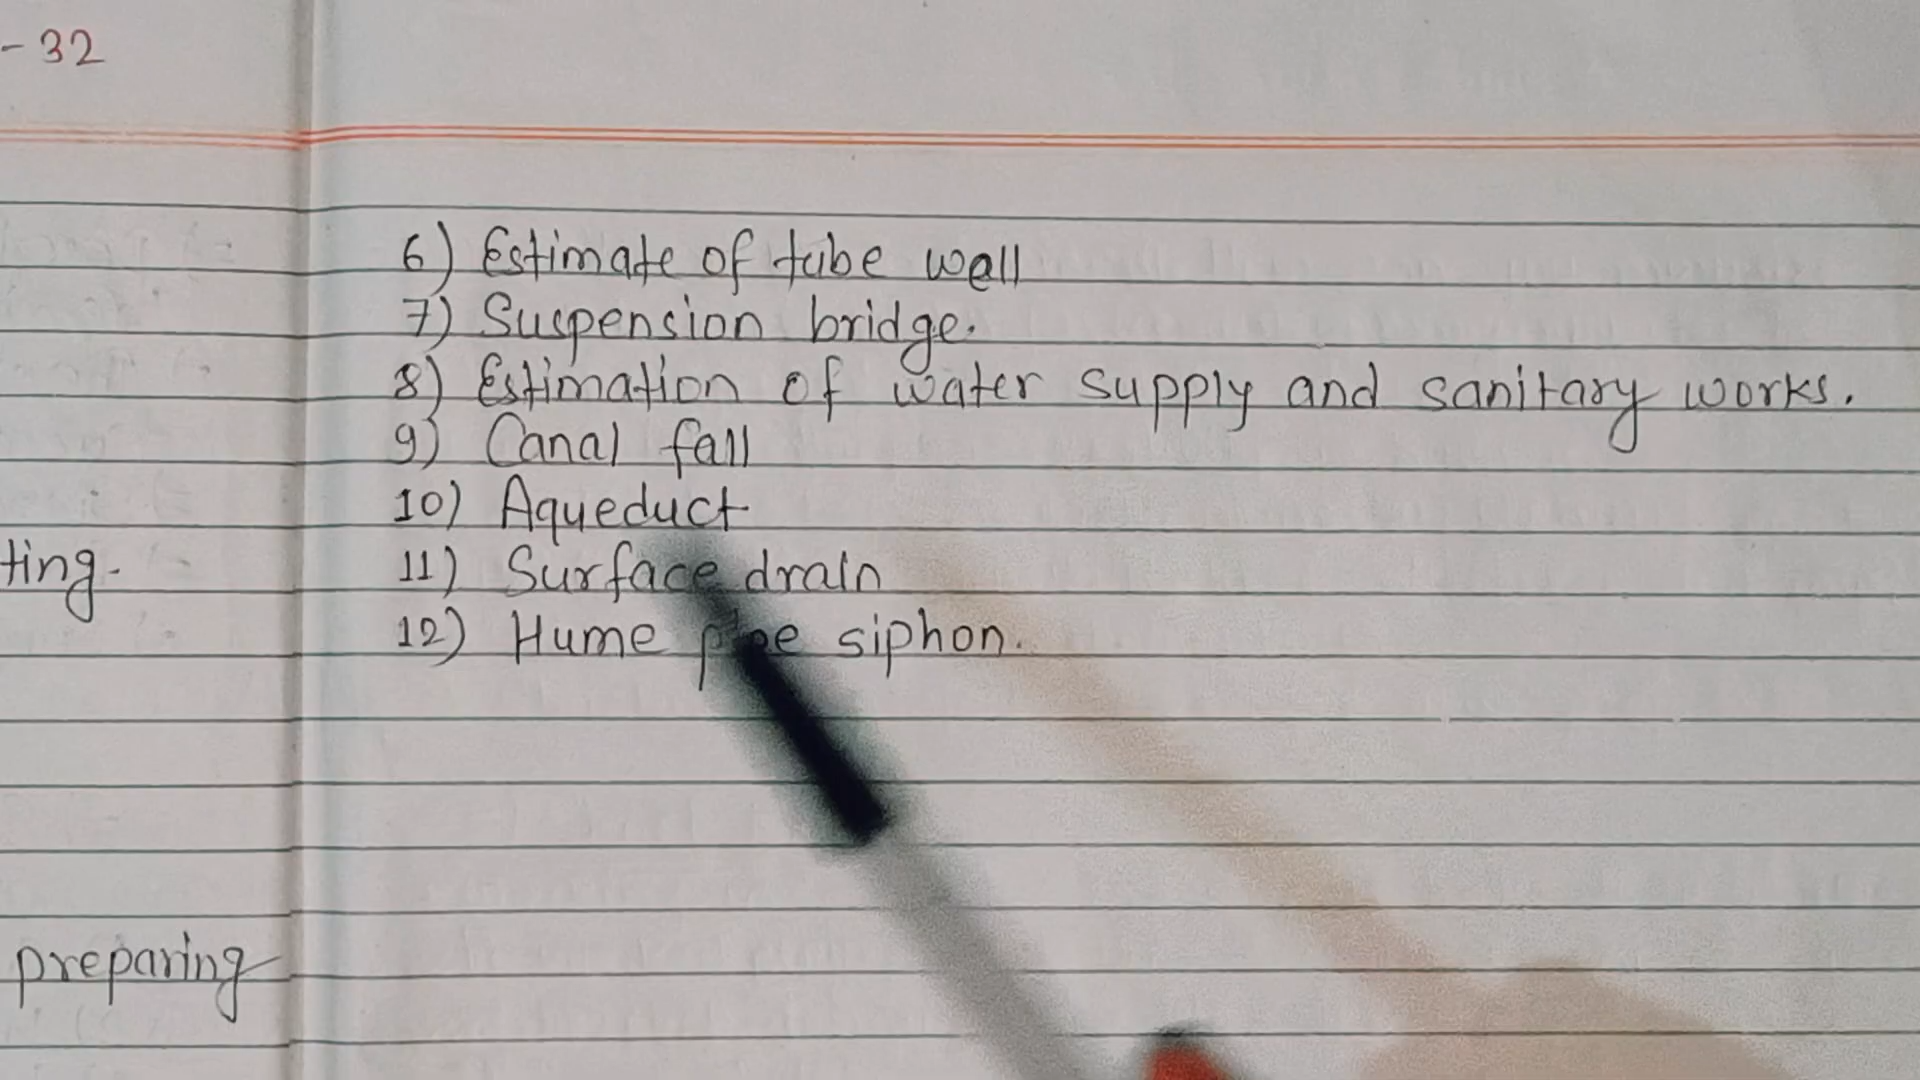 - 32
6) Estimate of tube well
7) Suspension bridge.
8) Estimation of water supply and sanitary works.
9) Canal fall
10) Aqueduct
ting.
11) Surface drain
12) Hume pipe siphon.
preparing